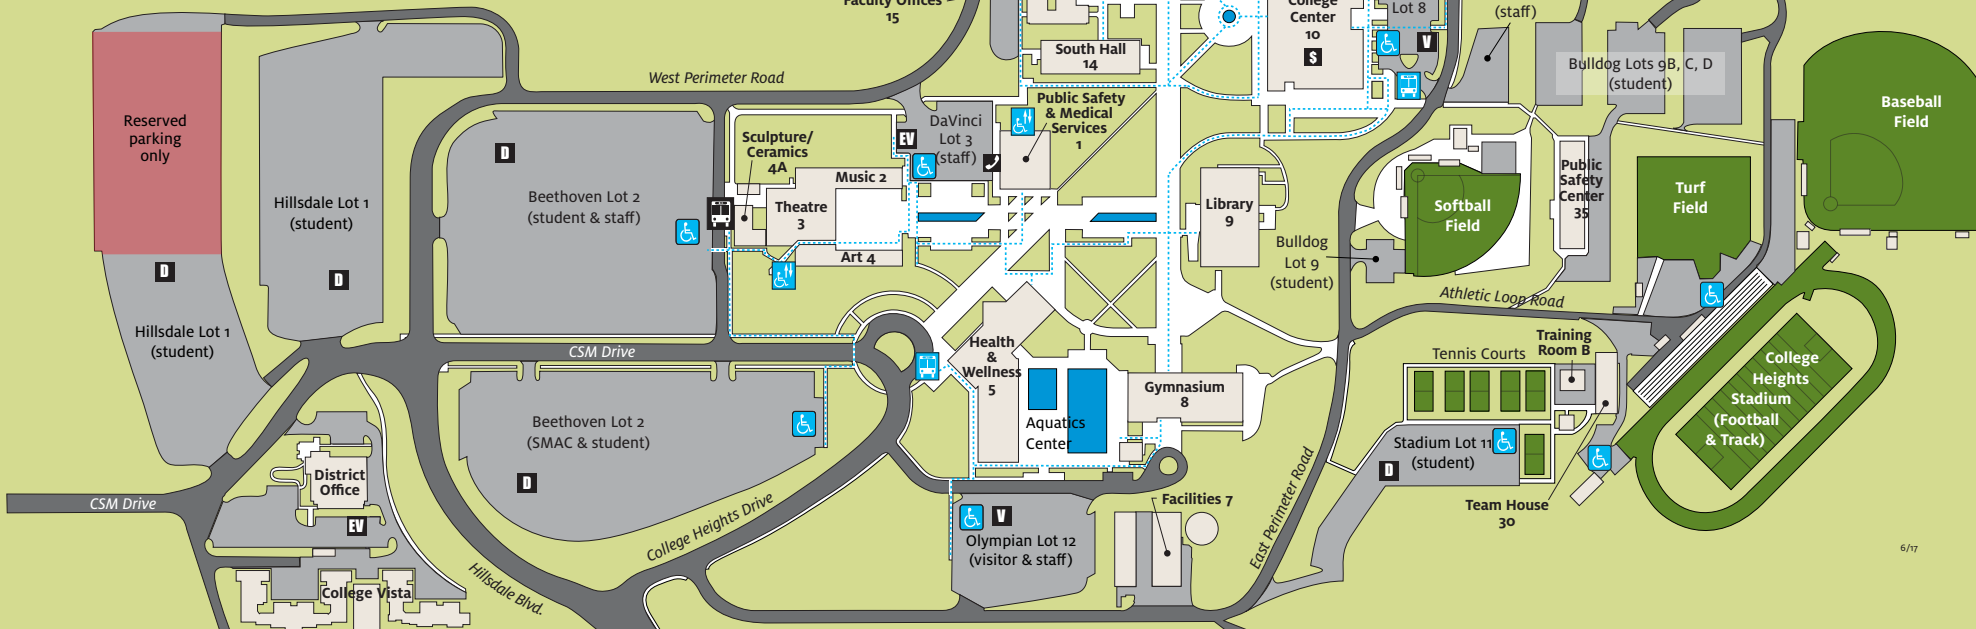 Faculty Offices
15
College
Center
10
$
Lot 8
V
(staff)
South Hall
14
West Perimeter Road
Bulldog Lots 9B, C, D
(student)
Baseball
Field
Reserved
parking
only
D
Sculpture/
Ceramics
4A
EV
DaVinci
Lot 3
(staff)
Public Safety
& Medical
Services
1
Music 2
Theatre
3
Art 4
Hillsdale Lot 1
(student)
D
Beethoven Lot 2
(student & staff)
Library
9
Bulldog
Lot 9
(student)
Softball
Field
Public
Safety
Center
35
Turf
Field
D
Hillsdale Lot 1
(student)
Athletic Loop Road
CSM Drive
Health
&
Wellness
5
Gymnasium
8
Aquatics
Center
Tennis Courts
Training
Room B
College
Heights
Stadium
(Football
& Track)
Beethoven Lot 2
(SMAC & student)
D
Stadium Lot 11
(student)
D
Team House
30
District
Office
EV
CSM Drive
College Heights Drive
Hillsdale Blvd.
College Vista
V
Olympian Lot 12
(visitor & staff)
Facilities 7
East Perimeter Road
6/17